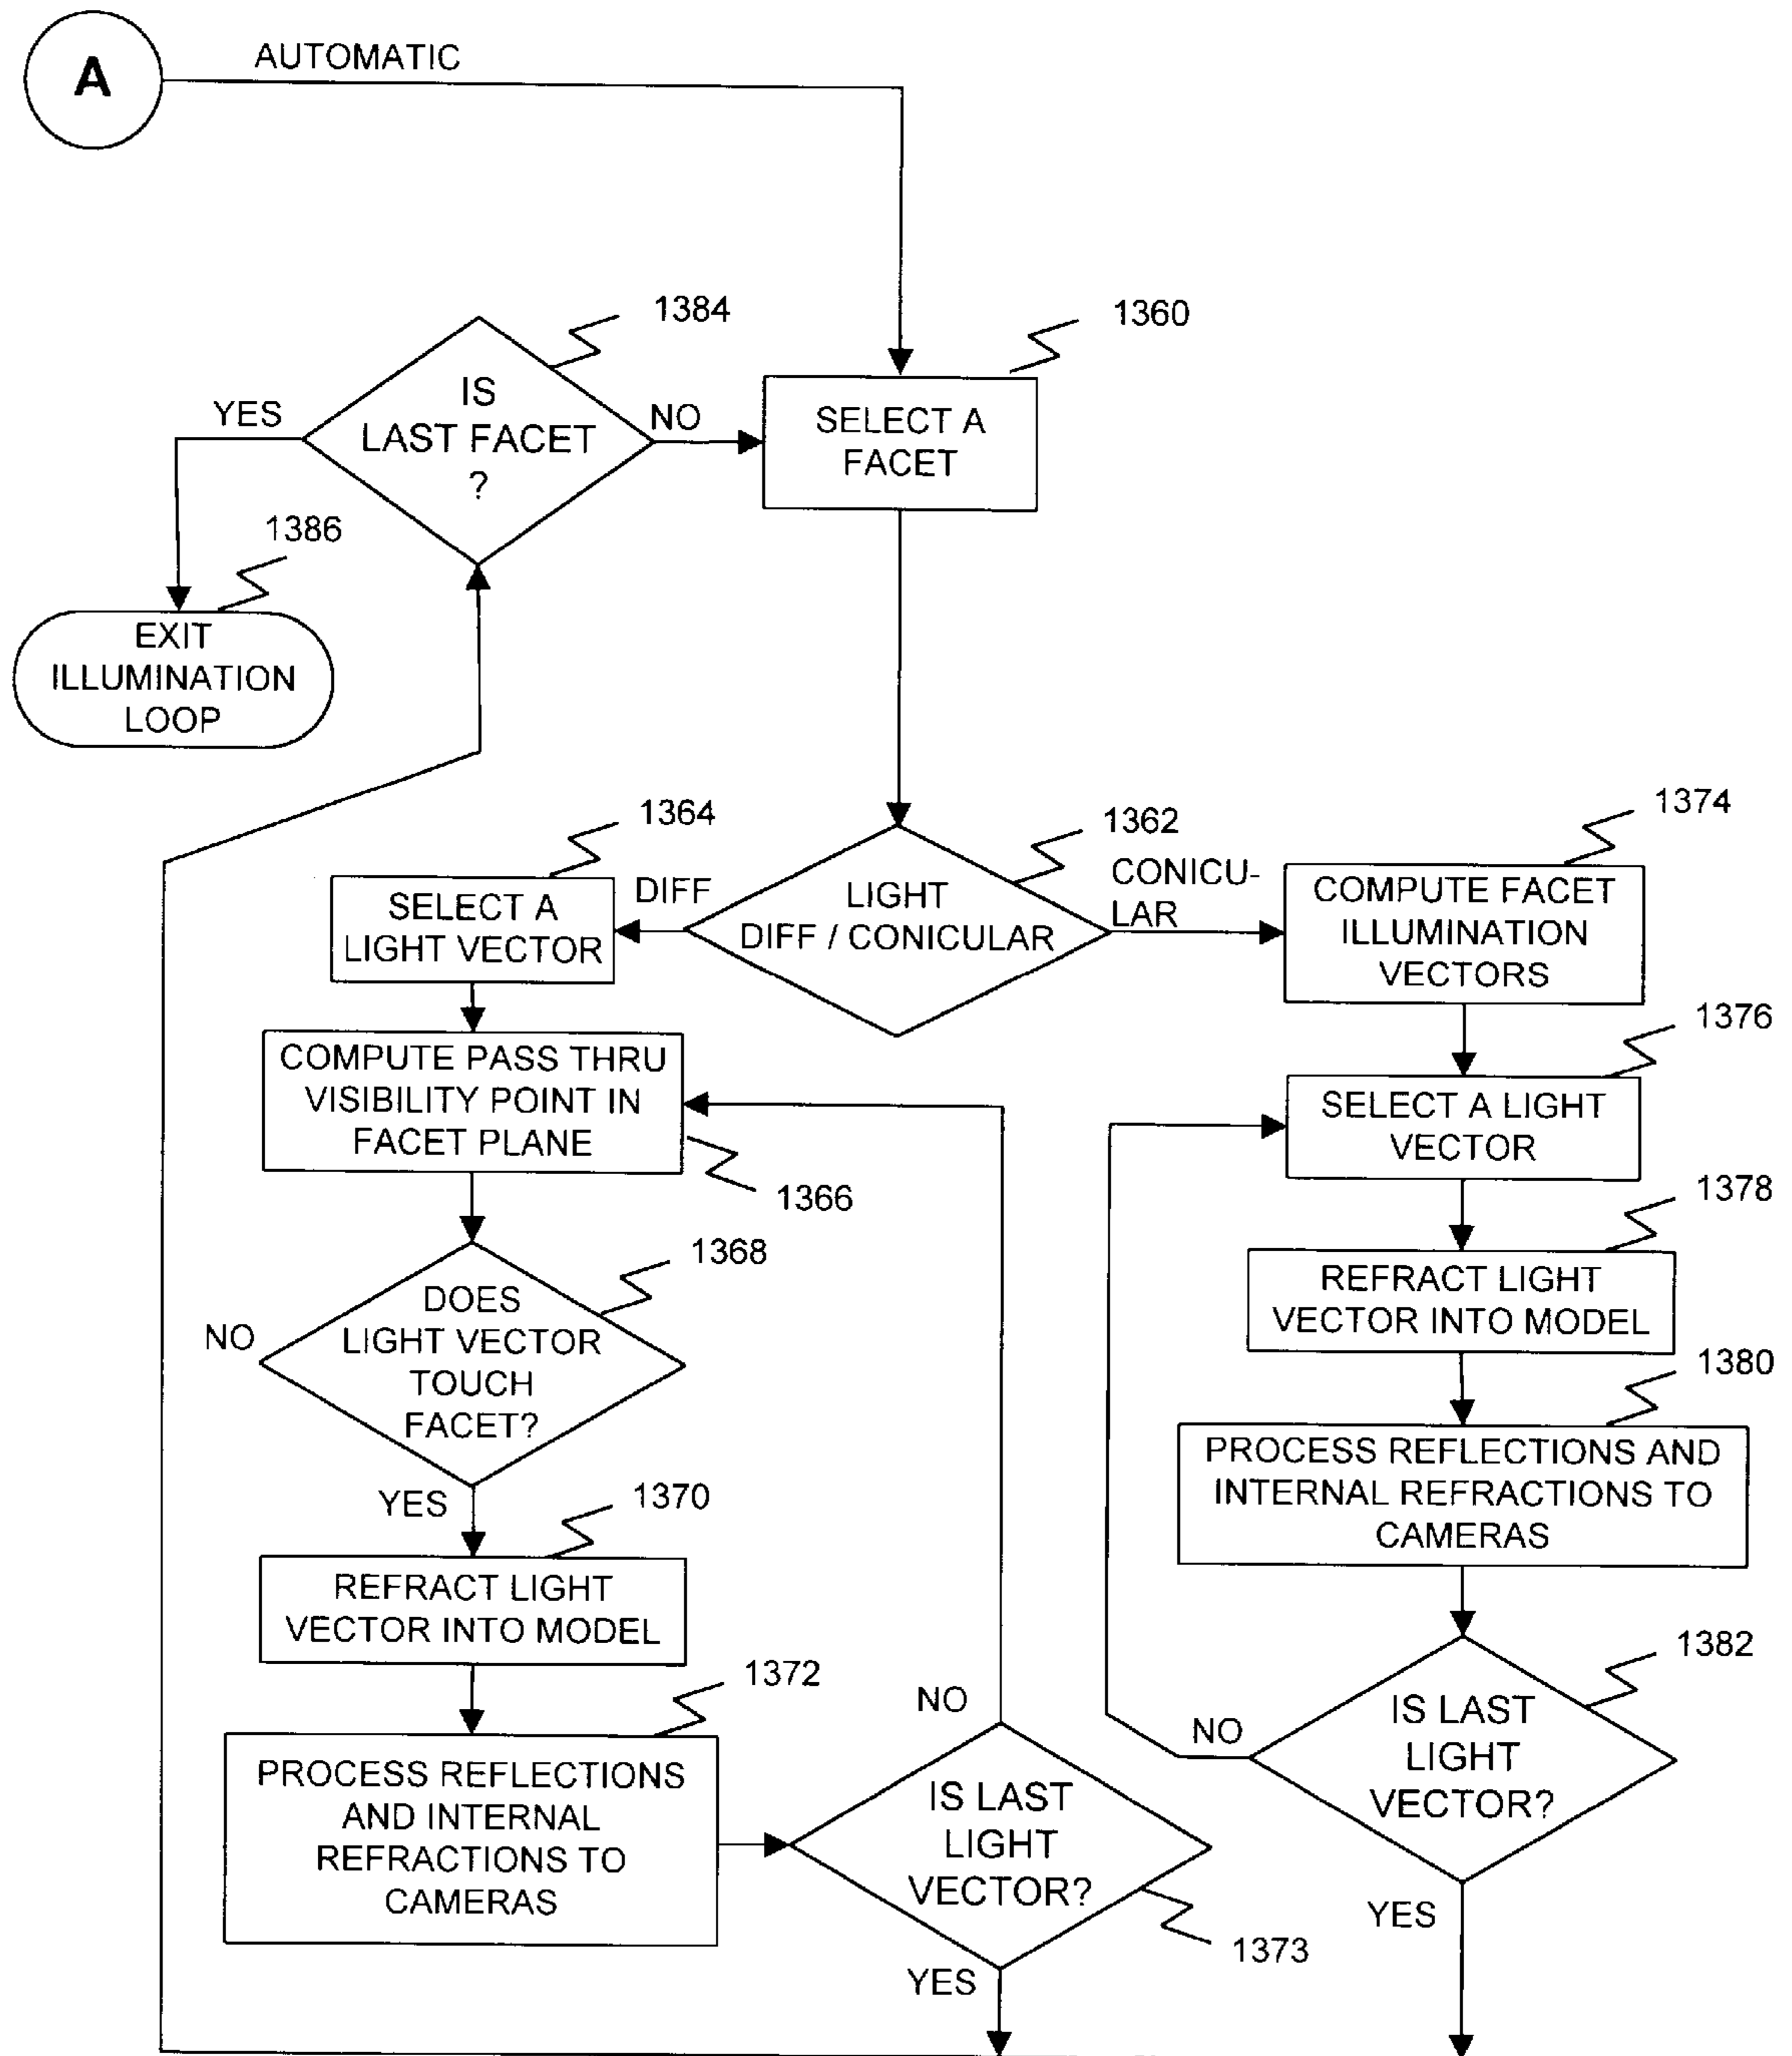 A
AUTOMATIC
1384
1360
IS
LAST FACET
?
YES
NO
SELECT A
FACET
1386
EXIT
ILLUMINATION
LOOP
1364
1362
1374
SELECT A
LIGHT VECTOR
DIFF
LIGHT
DIFF / CONICULAR
CONICU-
LAR
COMPUTE FACET
ILLUMINATION
VECTORS
COMPUTE PASS THRU
VISIBILITY POINT IN
FACET PLANE
1366
1376
SELECT A LIGHT
VECTOR
1368
DOES
LIGHT VECTOR
TOUCH
FACET?
NO
YES
1378
REFRACT LIGHT
VECTOR INTO MODEL
1380
PROCESS REFLECTIONS AND
INTERNAL REFRACTIONS TO
CAMERAS
1370
REFRACT LIGHT
VECTOR INTO MODEL
1372
PROCESS REFLECTIONS
AND INTERNAL
REFRACTIONS TO
CAMERAS
NO
IS LAST
LIGHT
VECTOR?
1373
YES
1382
NO
IS LAST
LIGHT
VECTOR?
YES